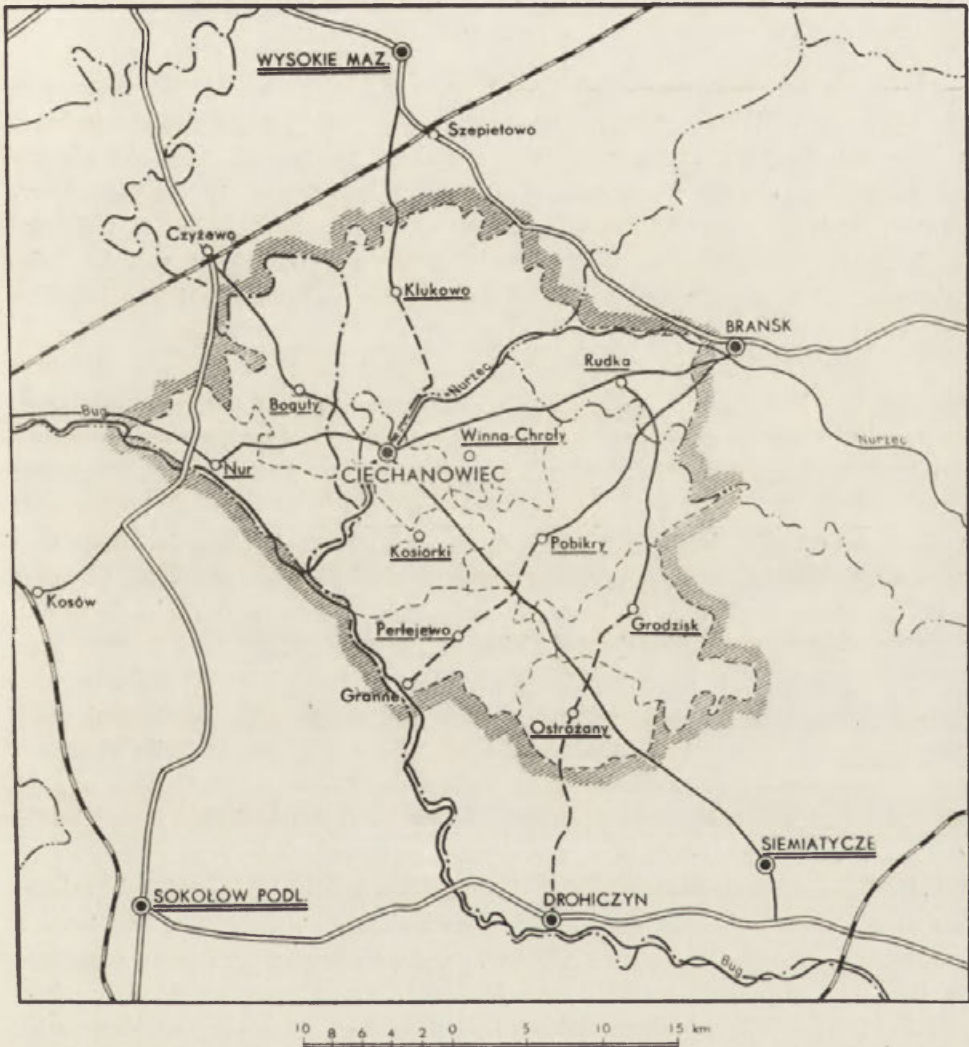 WYSOKIE MAZ.
Szepietowo
Czyżewo
Klukowo
BRAŃSK
Rudka
Nurzec
Boguty
Bug
Winna-Chroły
Nurzec
Nur
CIECHANOWIEC
Kosiorki
Pobikry
Kosów
Perlejewo
Grodzisk
Granne
Ostrożany
SIEMIATYCZE
SOKOŁÓW PODL.
DROHICZYN
Bug
10 8 6 4 2 0 5 10 15 km